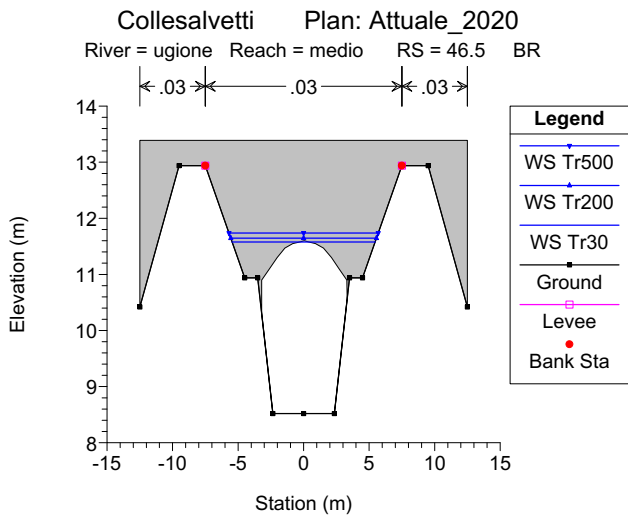 Collesalvetti Plan: Attuale_2020
River = ugione Reach = medio RS = 46.5 BR
.03 .03 .03
14
13
12
11
10
9
8
-15 -10 -5 0 5 10 15
Elevation (m)
Station (m)
Legend
WS Tr500
WS Tr200
WS Tr30
Ground
Levee
Bank Sta